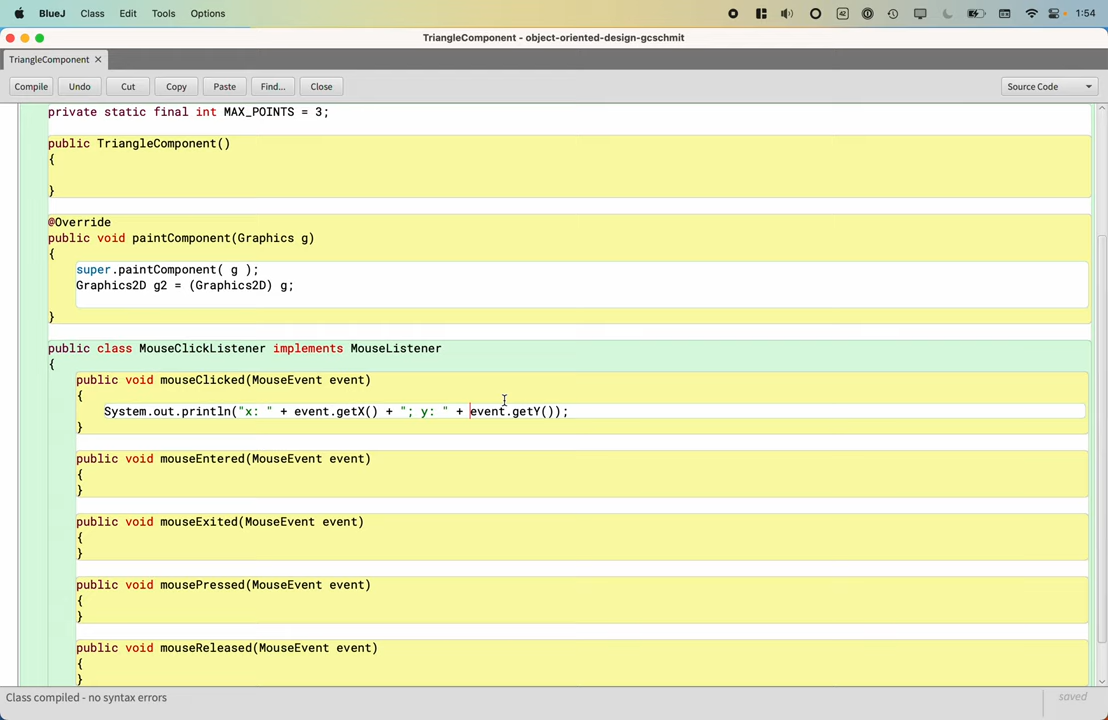 BlueJ Class Edit Tools Options 42 1:54
TriangleComponent - object-oriented-design-gcschmit
TriangleComponent ×
Compile Undo Cut Copy Paste Find... Close Source Code
private static final int MAX_POINTS = 3;
public TriangleComponent()
{
}
@Override
public void paintComponent(Graphics g)
{
super.paintComponent( g );
Graphics2D g2 = (Graphics2D) g;
}
public class MouseClickListener implements MouseListener
{
public void mouseClicked(MouseEvent event)
{
System.out.println("x: " + event.getX() + "; y: " + event.getY());
}
public void mouseEntered(MouseEvent event)
{
}
public void mouseExited(MouseEvent event)
{
}
public void mousePressed(MouseEvent event)
{
}
public void mouseReleased(MouseEvent event)
{
}
Class compiled - no syntax errors
saved